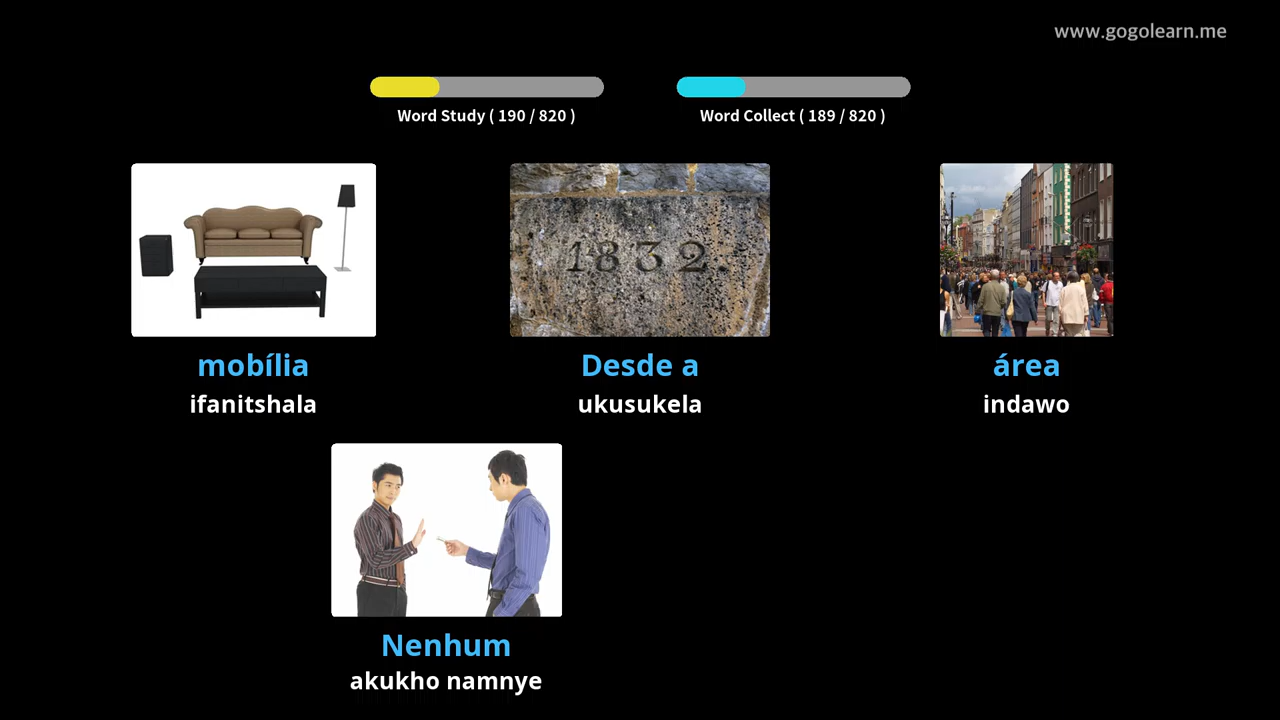 www.gogolearn.me
Word Study ( 190 / 820 )
Word Collect ( 189 / 820 )
1832.
mobília
ifanitshala
Desde a
ukusukela
área
indawo
Nenhum
akukho namnye